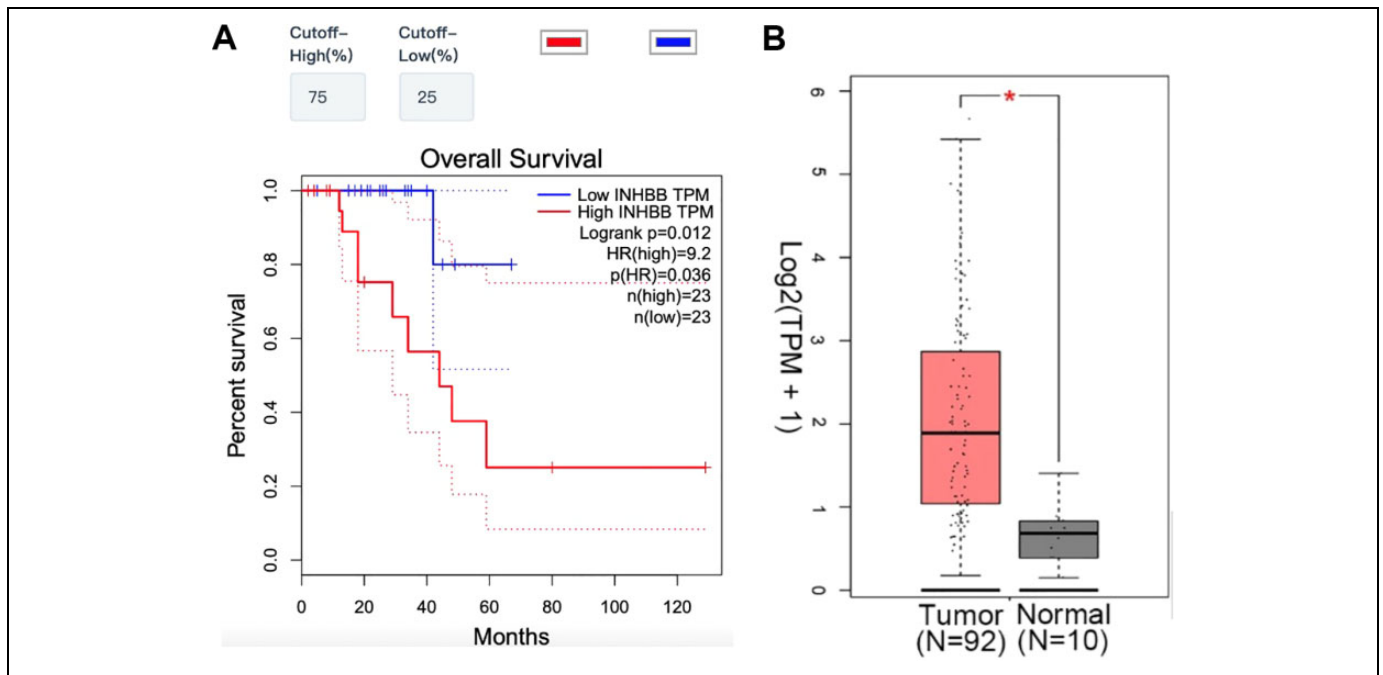 A
Cutoff-
High(%)
Cutoff-
Low(%)
75
25
Overall Survival
Low INHBB TPM
High INHBB TPM
Logrank p=0.012
HR(high)=9.2
p(HR)=0.036
n(high)=23
n(low)=23
Percent survival
1.0
0.8
0.6
0.4
0.2
0.0
0 20 40 60 80 100 120
Months
B
*
Log2(TPM + 1)
6
5
4
3
2
1
0
Tumor Normal
(N=92) (N=10)